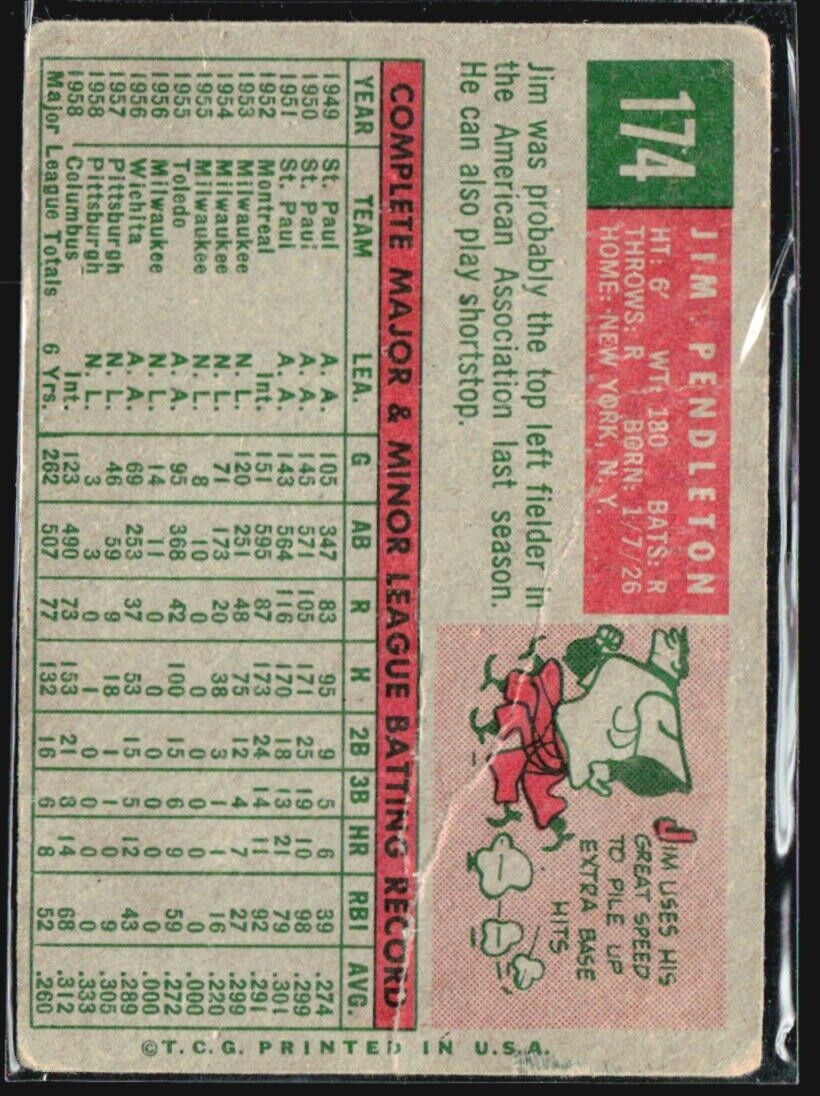 174
JIM PENDLETON
HT: 6' WT: 180 BATS: R
THROWS: R BORN: 1/7/26
HOME: NEW YORK, N. Y.
Jim was probably the top left fielder in
the American Association last season.
He can also play shortstop.
JIM USES HIS
GREAT SPEED
TO PILE UP
EXTRA BASE
HITS
COMPLETE MAJOR & MINOR LEAGUE BATTING RECORD
YEAR TEAM LEA. G AB R H 2B 3B HR RBI AVG.
1949 St. Paul A. A. 105 347 83 95 9 5 6 39 .274
1950 St. Paul A. A. 145 571 105 171 25 19 10 98 .299
1951 St. Paul A. A. 143 564 116 170 18 13 21 79 .301
1952 Montreal Int. 151 595 87 173 24 14 11 92 .291
1953 Milwaukee N. L. 120 251 48 75 12 4 7 27 .299
1954 Milwaukee N. L. 71 173 20 38 3 1 1 16 .220
1955 Milwaukee N. L. 8 10 0 0 0 0 0 0 .000
1955 Toledo A. A. 95 368 42 100 15 6 9 59 .272
1956 Milwaukee N. L. 14 11 0 0 0 0 0 0 .000
1956 Wichita A. A. 69 253 37 53 15 5 12 43 .289
1957 Pittsburgh N. L. 46 59 9 18 1 1 0 9 .305
1958 Pittsburgh N. L. 3 3 0 1 0 0 0 0 .333
1958 Columbus Int. 123 490 73 153 21 8 14 68 .312
Major League Totals 6 Yrs. 262 507 77 132 16 6 8 52 .260
©T.C.G. PRINTED IN U.S.A.